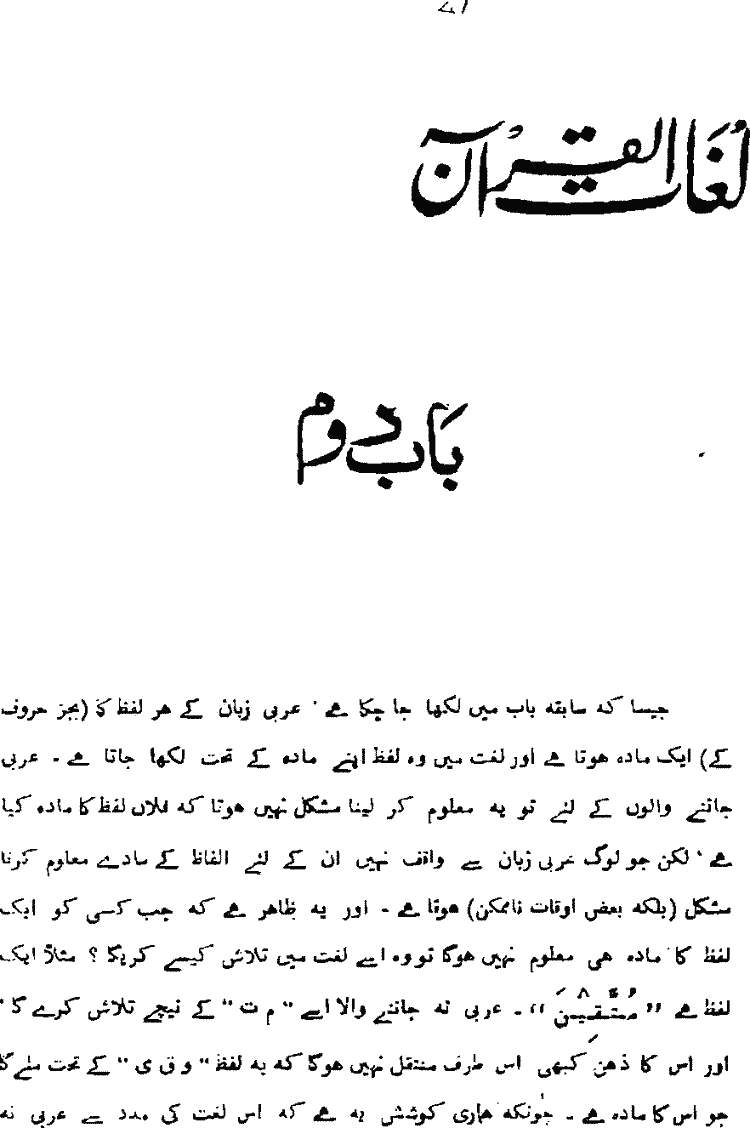 لُغَاتُ القُرآن
بَاب دوم
جیسا کہ سابقہ باب میں لکھا جا چکا ہے ' عربی زبان کے ہر لفظ کا (بجز حروف
کے) ایک مادہ ہوتا ہے اور لغت میں وہ لفظ اپنے مادہ کے تحت لکھا جاتا ہے ۔ عربی
جاننے والوں کے لئے تو یہ معلوم کر لینا مشکل نہیں ہوتا کہ فلاں لفظ کا مادہ کیا
ہے ' لکن جو لوگ عربی زبان سے واقف نہیں ان کے لئے الفاظ کے مادے معلوم کرنا
مشکل (بلکہ بعض اوقات ناممکن) ہوتا ہے ۔ اور یہ ظاہر ہے کہ جب کسی کو ایک
لفظ کا مادہ ہی معلوم نہیں ہوگا تو وہ اسے لغت میں تلاش کیسے کریگا ؟ مثلاً ایک
لفظ ہے ”مُتَّقِيْنَ“ ۔ عربی نہ جاننے والا اسے ”م ت“ کے نیچے تلاش کرے گا '
اور اس کا ذہن کبھی اس طرف منتقل نہیں ہوگا کہ یہ لفظ ”و ق ی“ کے تحت ملے گا
جو اس کا مادہ ہے ۔ چونکہ ہماری کوشش یہ ہے کہ اس لغت کی مدد سے عربی نہ